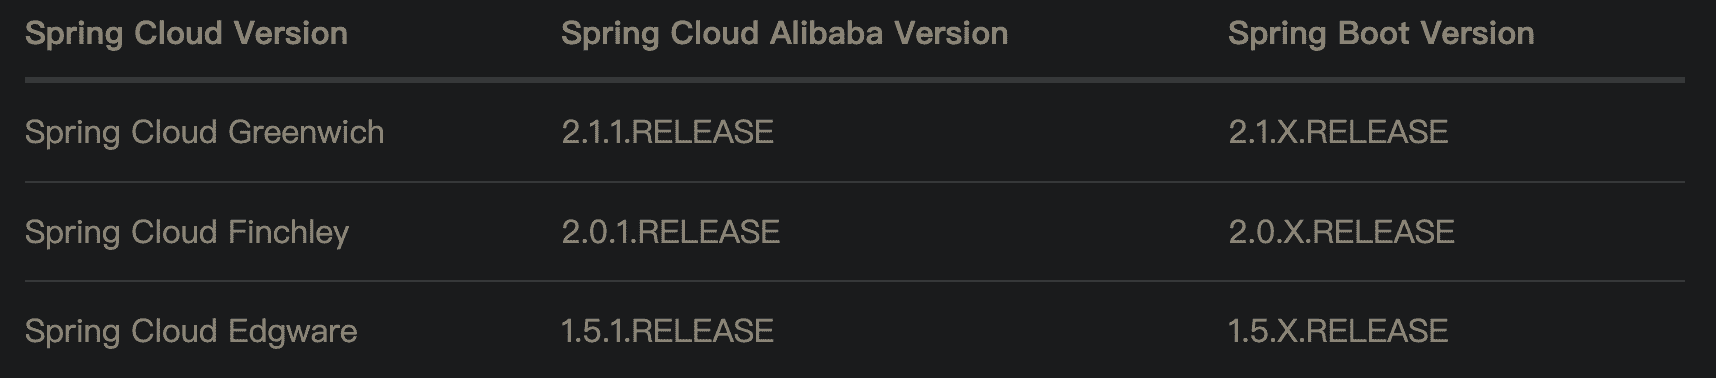 Spring Cloud Version Spring Cloud Alibaba Version Spring Boot Version
Spring Cloud Greenwich 2.1.1.RELEASE 2.1.X.RELEASE
Spring Cloud Finchley 2.0.1.RELEASE 2.0.X.RELEASE
Spring Cloud Edgware 1.5.1.RELEASE 1.5.X.RELEASE